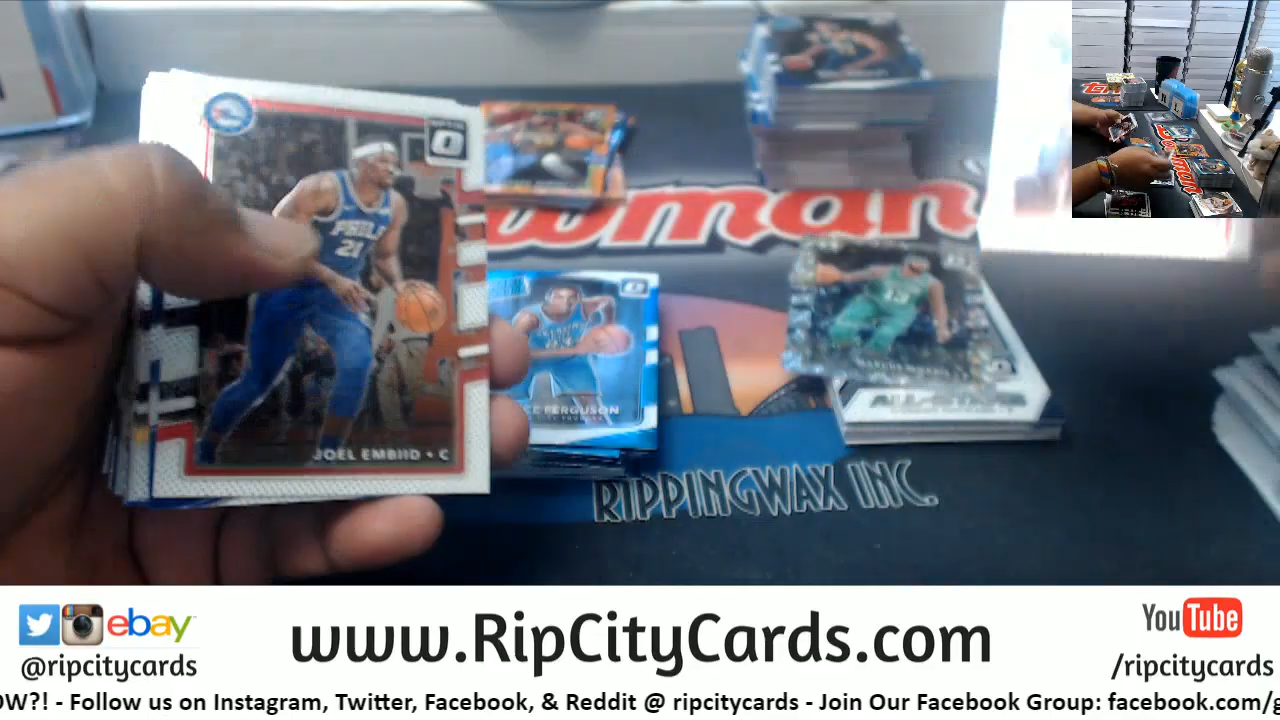 PHILA
21
JOEL EMBIID • C
wman
FERGUSON
RIPPINGWAX INC.
ebay
@ripcitycards
www.RipCityCards.com
YouTube
/ripcitycards
OW?! - Follow us on Instagram, Twitter, Facebook, & Reddit @ ripcitycards - Join Our Facebook Group: facebook.com/g